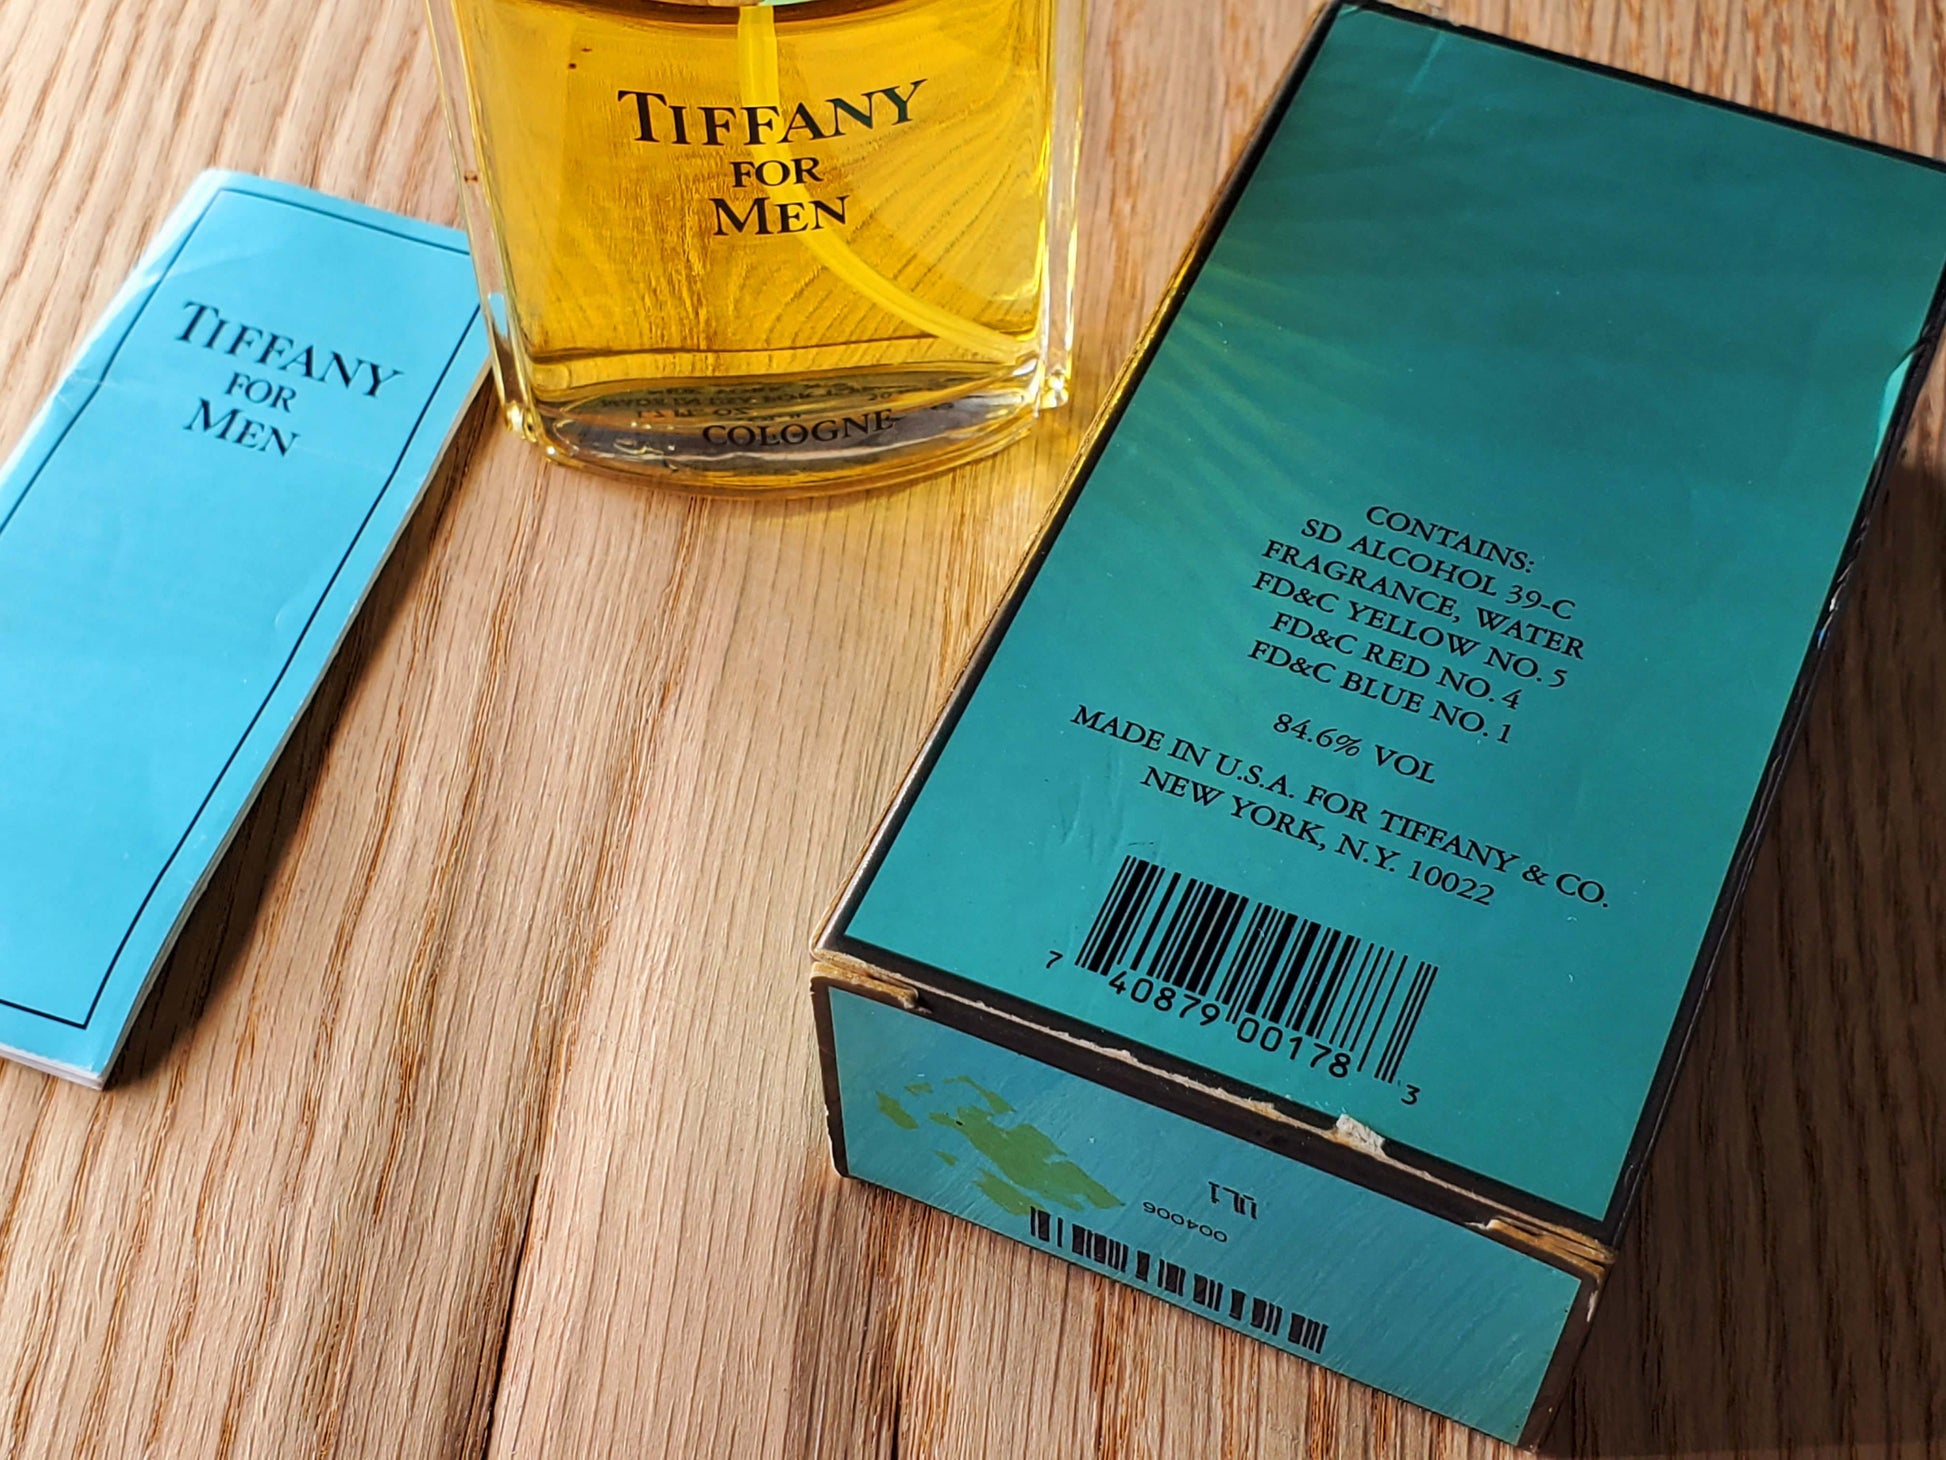 TIFFANY
FOR
MEN
TIFFANY
FOR
MEN
COLOGNE
CONTAINS:
SD ALCOHOL 39-C
FRAGRANCE, WATER
FD&C YELLOW NO. 5
FD&C RED NO. 4
FD&C BLUE NO. 1
84.6% VOL
MADE IN U.S.A. FOR TIFFANY & CO.
NEW YORK, N.Y. 10022
7 40879 00178 3
004006